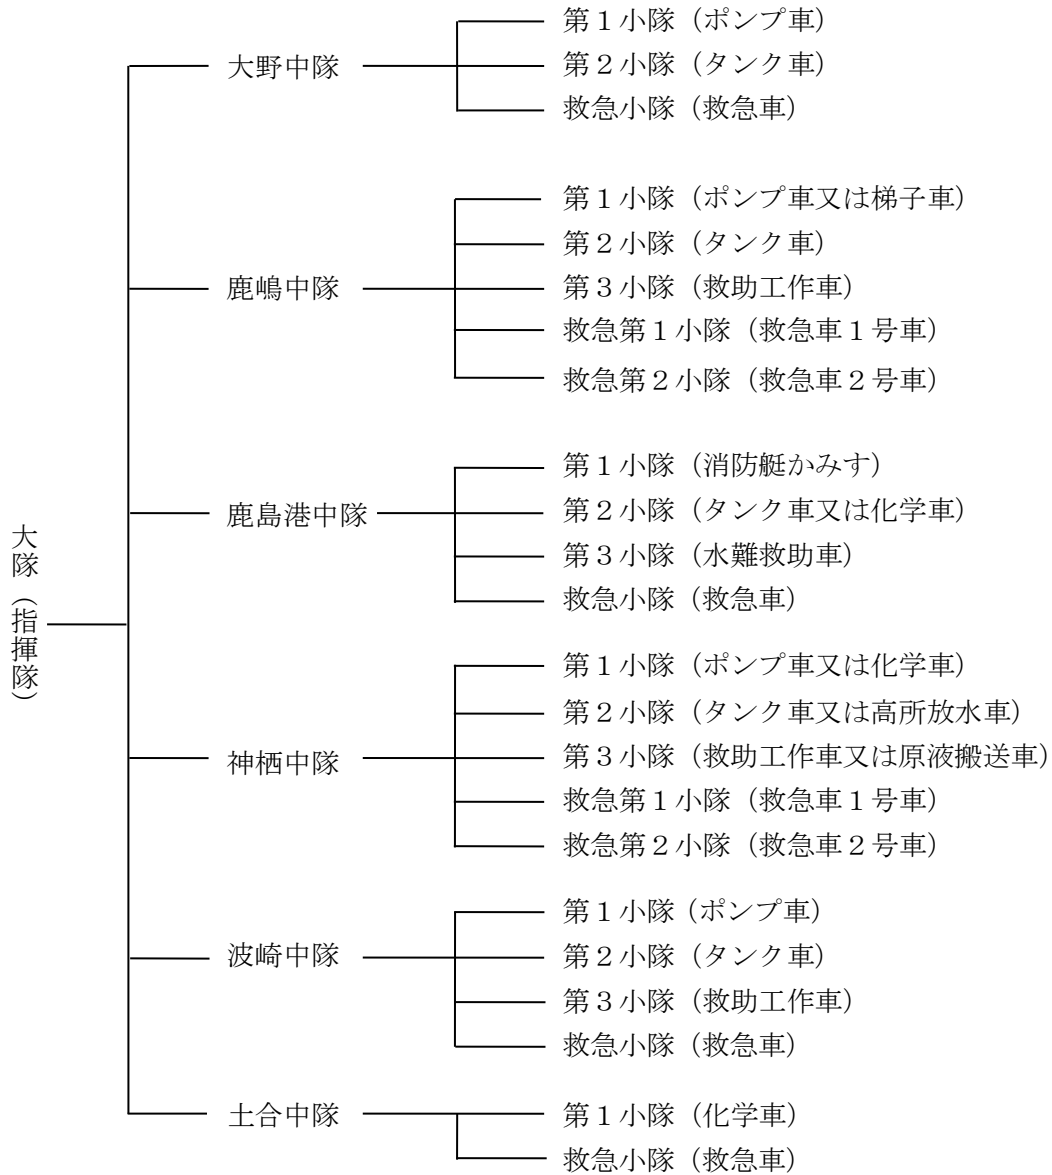 大隊（指揮隊）
大野中隊
第１小隊（ポンプ車）
第２小隊（タンク車）
救急小隊（救急車）
鹿嶋中隊
第１小隊（ポンプ車又は梯子車）
第２小隊（タンク車）
第３小隊（救助工作車）
救急第１小隊（救急車１号車）
救急第２小隊（救急車２号車）
鹿島港中隊
第１小隊（消防艇かみす）
第２小隊（タンク車又は化学車）
第３小隊（水難救助車）
救急小隊（救急車）
神栖中隊
第１小隊（ポンプ車又は化学車）
第２小隊（タンク車又は高所放水車）
第３小隊（救助工作車又は原液搬送車）
救急第１小隊（救急車１号車）
救急第２小隊（救急車２号車）
波崎中隊
第１小隊（ポンプ車）
第２小隊（タンク車）
第３小隊（救助工作車）
救急小隊（救急車）
土合中隊
第１小隊（化学車）
救急小隊（救急車）